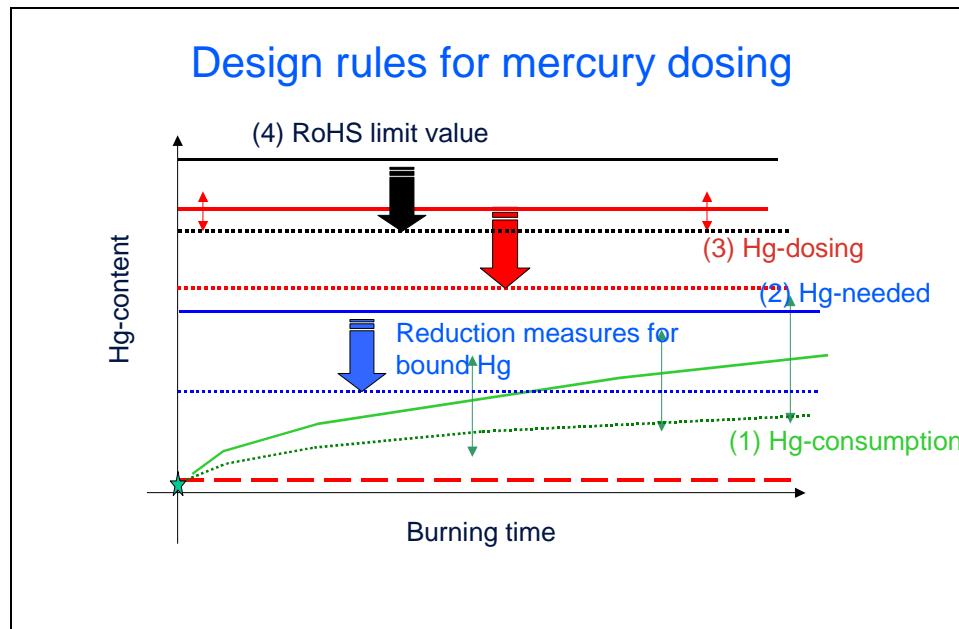 Design rules for mercury dosing
(4) RoHS limit value
(3) Hg-dosing
(2) Hg-needed
Hg-content
Reduction measures for
bound Hg
(1) Hg-consumption
Burning time